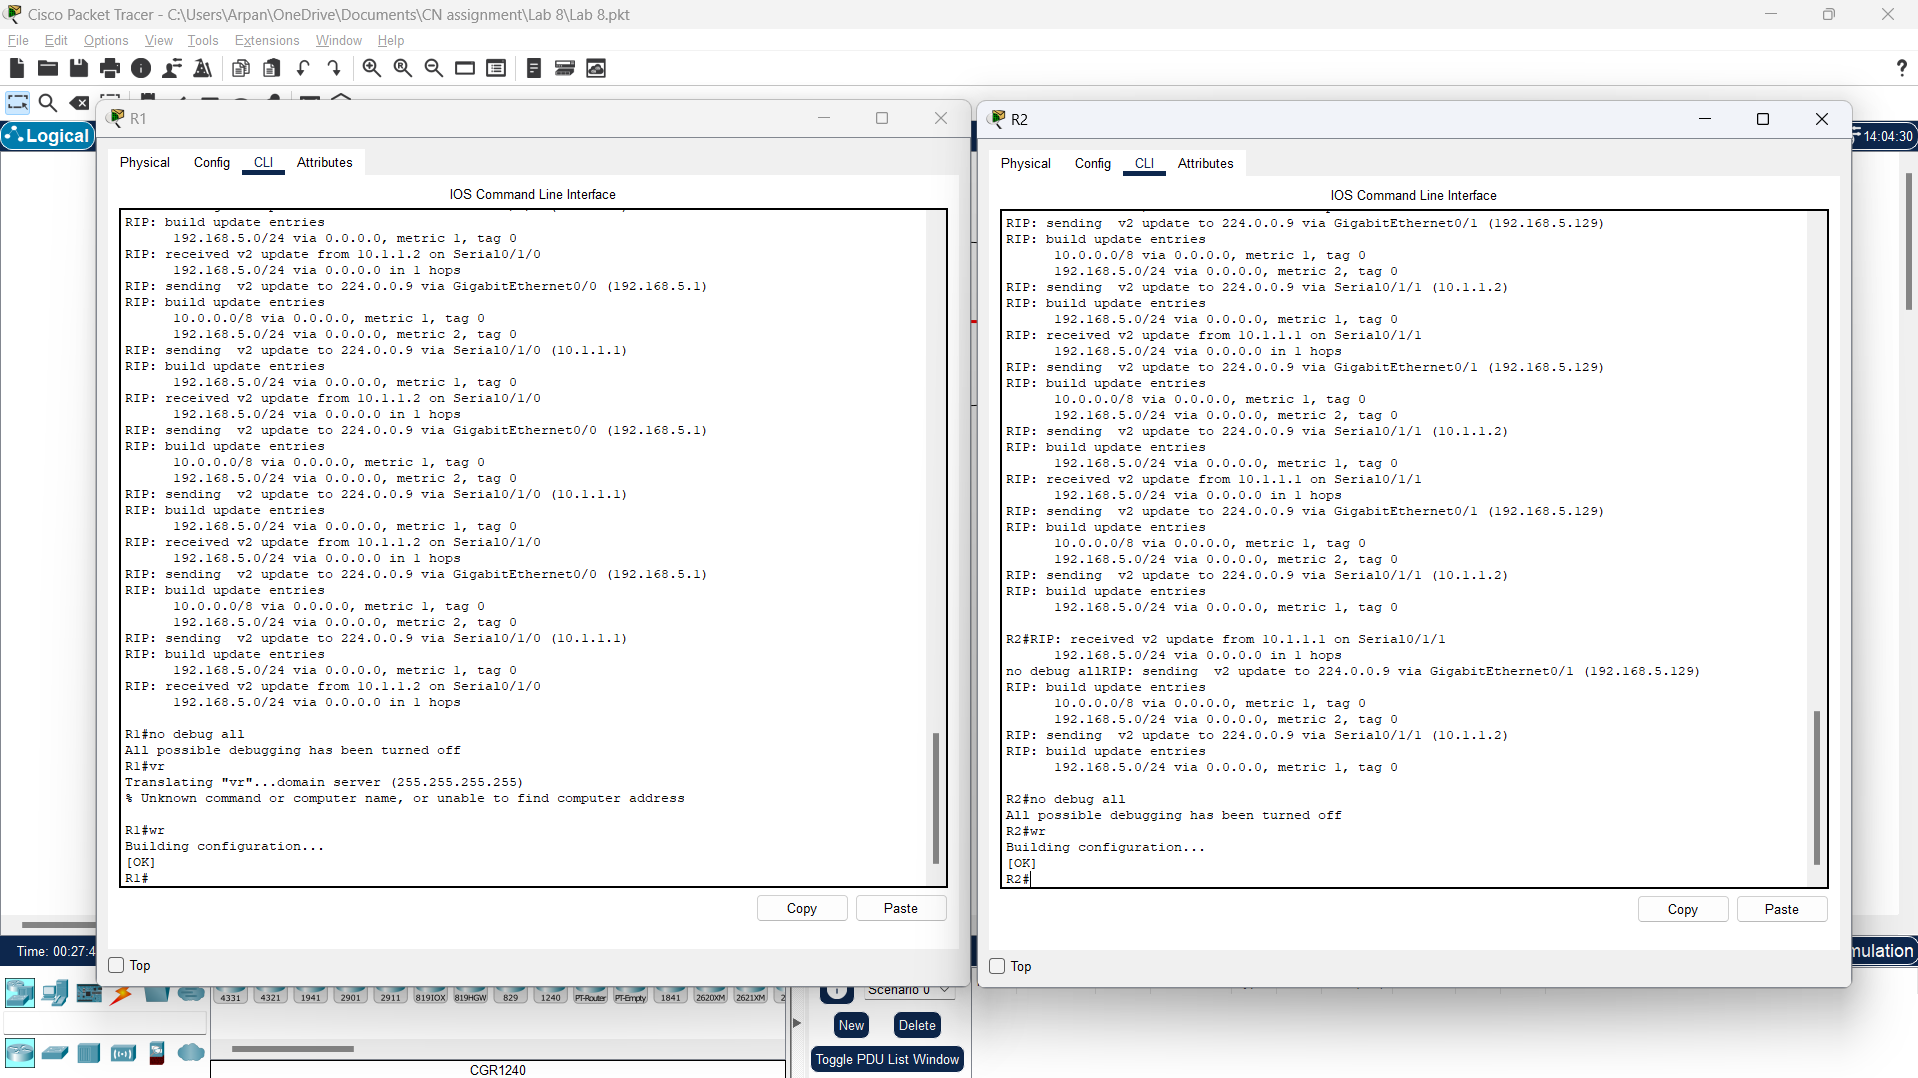 Cisco Packet Tracer - C:\Users\Arpan\OneDrive\Documents\CN assignment\Lab 8\Lab 8.pkt
File Edit Options View Tools Extensions Window Help
Logical
14:04:30
R1
Physical Config CLI Attributes
IOS Command Line Interface
RIP: build update entries
192.168.5.0/24 via 0.0.0.0, metric 1, tag 0
RIP: received v2 update from 10.1.1.2 on Serial0/1/0
192.168.5.0/24 via 0.0.0.0 in 1 hops
RIP: sending  v2 update to 224.0.0.9 via GigabitEthernet0/0 (192.168.5.1)
RIP: build update entries
10.0.0.0/8 via 0.0.0.0, metric 1, tag 0
192.168.5.0/24 via 0.0.0.0, metric 2, tag 0
RIP: sending  v2 update to 224.0.0.9 via Serial0/1/0 (10.1.1.1)
RIP: build update entries
192.168.5.0/24 via 0.0.0.0, metric 1, tag 0
RIP: received v2 update from 10.1.1.2 on Serial0/1/0
192.168.5.0/24 via 0.0.0.0 in 1 hops
RIP: sending  v2 update to 224.0.0.9 via GigabitEthernet0/0 (192.168.5.1)
RIP: build update entries
10.0.0.0/8 via 0.0.0.0, metric 1, tag 0
192.168.5.0/24 via 0.0.0.0, metric 2, tag 0
RIP: sending  v2 update to 224.0.0.9 via Serial0/1/0 (10.1.1.1)
RIP: build update entries
192.168.5.0/24 via 0.0.0.0, metric 1, tag 0
RIP: received v2 update from 10.1.1.2 on Serial0/1/0
192.168.5.0/24 via 0.0.0.0 in 1 hops
RIP: sending  v2 update to 224.0.0.9 via GigabitEthernet0/0 (192.168.5.1)
RIP: build update entries
10.0.0.0/8 via 0.0.0.0, metric 1, tag 0
192.168.5.0/24 via 0.0.0.0, metric 2, tag 0
RIP: sending  v2 update to 224.0.0.9 via Serial0/1/0 (10.1.1.1)
RIP: build update entries
192.168.5.0/24 via 0.0.0.0, metric 1, tag 0
RIP: received v2 update from 10.1.1.2 on Serial0/1/0
192.168.5.0/24 via 0.0.0.0 in 1 hops
R1#no debug all
All possible debugging has been turned off
R1#vr
Translating "vr"...domain server (255.255.255.255)
% Unknown command or computer name, or unable to find computer address
R1#wr
Building configuration...
[OK]
R1#
Copy Paste
Top
R2
Physical Config CLI Attributes
IOS Command Line Interface
RIP: sending  v2 update to 224.0.0.9 via GigabitEthernet0/1 (192.168.5.129)
RIP: build update entries
10.0.0.0/8 via 0.0.0.0, metric 1, tag 0
192.168.5.0/24 via 0.0.0.0, metric 2, tag 0
RIP: sending  v2 update to 224.0.0.9 via Serial0/1/1 (10.1.1.2)
RIP: build update entries
192.168.5.0/24 via 0.0.0.0, metric 1, tag 0
RIP: received v2 update from 10.1.1.1 on Serial0/1/1
192.168.5.0/24 via 0.0.0.0 in 1 hops
RIP: sending  v2 update to 224.0.0.9 via GigabitEthernet0/1 (192.168.5.129)
RIP: build update entries
10.0.0.0/8 via 0.0.0.0, metric 1, tag 0
192.168.5.0/24 via 0.0.0.0, metric 2, tag 0
RIP: sending  v2 update to 224.0.0.9 via Serial0/1/1 (10.1.1.2)
RIP: build update entries
192.168.5.0/24 via 0.0.0.0, metric 1, tag 0
RIP: received v2 update from 10.1.1.1 on Serial0/1/1
192.168.5.0/24 via 0.0.0.0 in 1 hops
RIP: sending  v2 update to 224.0.0.9 via GigabitEthernet0/1 (192.168.5.129)
RIP: build update entries
10.0.0.0/8 via 0.0.0.0, metric 1, tag 0
192.168.5.0/24 via 0.0.0.0, metric 2, tag 0
RIP: sending  v2 update to 224.0.0.9 via Serial0/1/1 (10.1.1.2)
RIP: build update entries
192.168.5.0/24 via 0.0.0.0, metric 1, tag 0
R2#RIP: received v2 update from 10.1.1.1 on Serial0/1/1
192.168.5.0/24 via 0.0.0.0 in 1 hops
no debug allRIP: sending  v2 update to 224.0.0.9 via GigabitEthernet0/1 (192.168.5.129)
RIP: build update entries
10.0.0.0/8 via 0.0.0.0, metric 1, tag 0
192.168.5.0/24 via 0.0.0.0, metric 2, tag 0
RIP: sending  v2 update to 224.0.0.9 via Serial0/1/1 (10.1.1.2)
RIP: build update entries
192.168.5.0/24 via 0.0.0.0, metric 1, tag 0
R2#no debug all
All possible debugging has been turned off
R2#wr
Building configuration...
[OK]
R2#
Copy Paste
Top
Time: 00:27:4
mulation
4331 4321 1941 2901 2911 819IOX 819HGW 829 1240 PT-Router PT-Empty 1841 2620XM 2621XM 2
Scenario 0
New Delete
Toggle PDU List Window
CGR1240